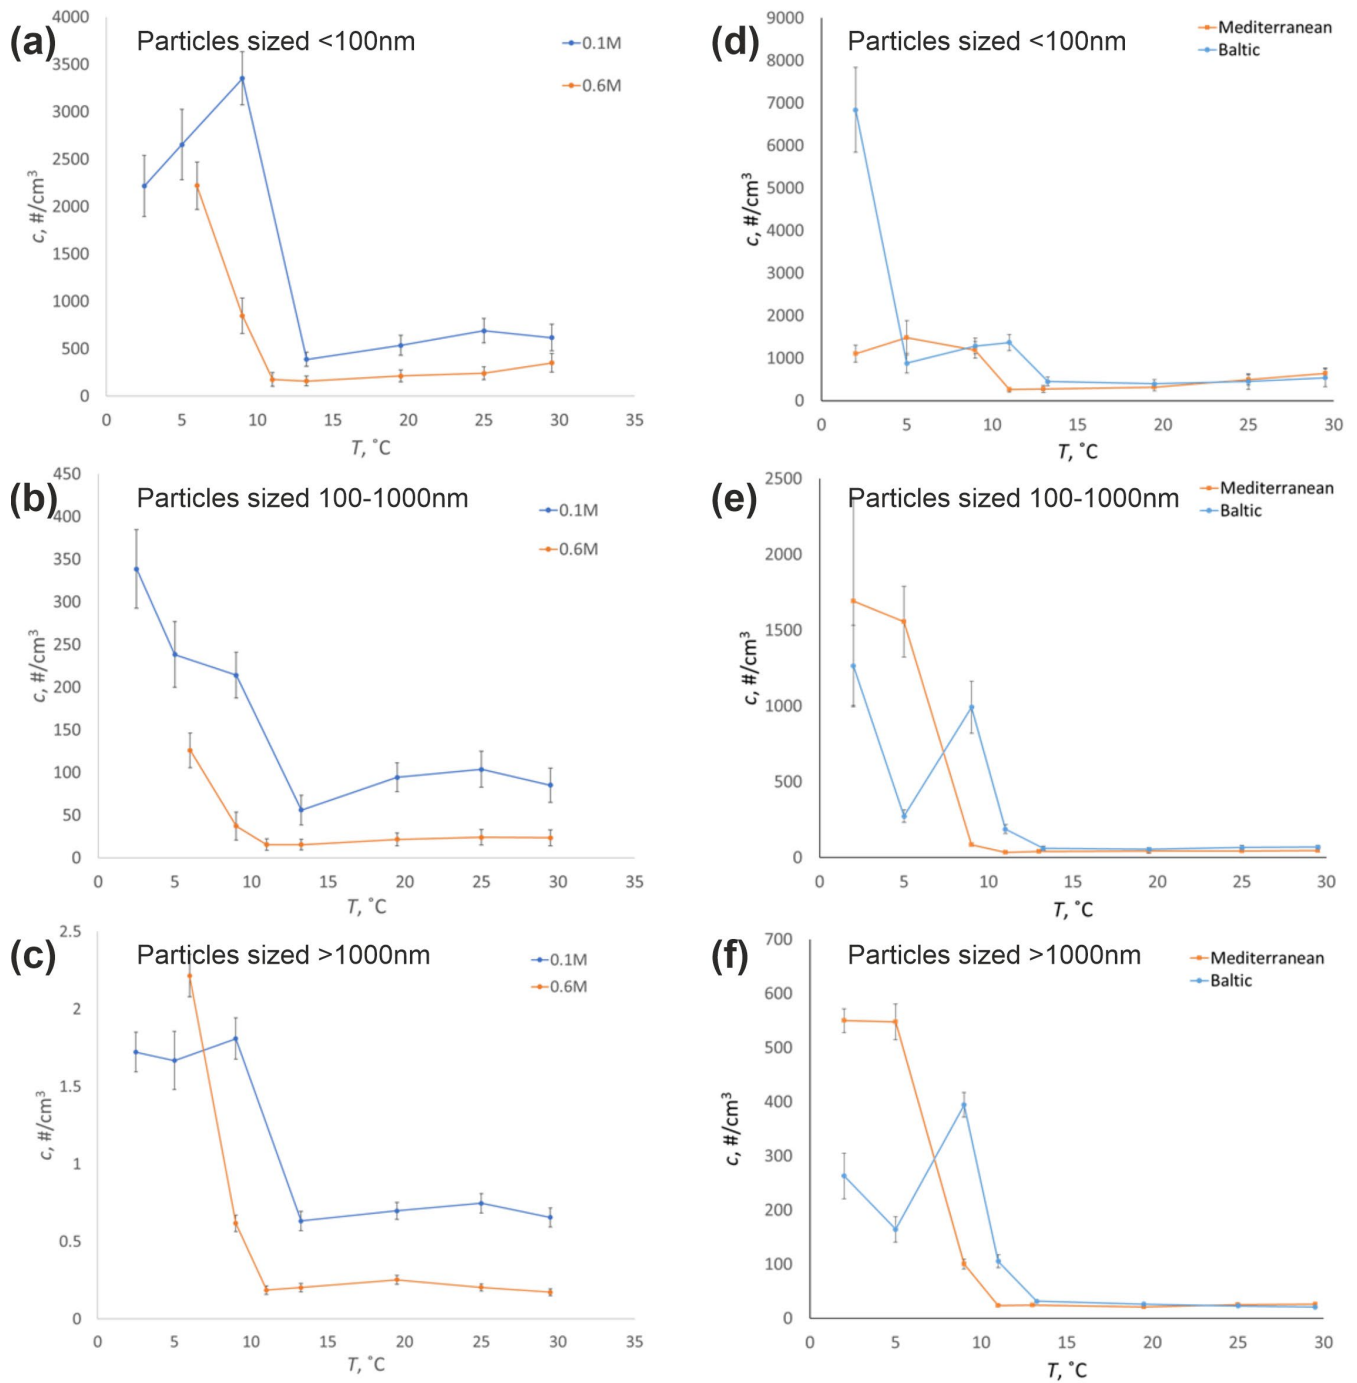 (a)
Particles sized <100nm
0.1M
0.6M
4000
3500
3000
2500
2000
1500
1000
500
0
c, #/cm³
0 5 10 15 20 25 30 35
T, ˚C
(d)
Particles sized <100nm
Mediterranean
Baltic
9000
8000
7000
6000
5000
4000
3000
2000
1000
0
c, #/cm³
0 5 10 15 20 25 30
T, ˚C
(b)
Particles sized 100-1000nm
0.1M
0.6M
450
400
350
300
250
200
150
100
50
0
c, #/cm³
0 5 10 15 20 25 30 35
T, ˚C
(e)
Particles sized 100-1000nm
Mediterranean
Baltic
2500
2000
1500
1000
500
0
c, #/cm³
0 5 10 15 20 25 30
T, ˚C
(c)
Particles sized >1000nm
0.1M
0.6M
2.5
2
1.5
1
0.5
0
c, #/cm³
0 5 10 15 20 25 30 35
T, ˚C
(f)
Particles sized >1000nm
Mediterranean
Baltic
700
600
500
400
300
200
100
0
c, #/cm³
0 5 10 15 20 25 30
T, ˚C